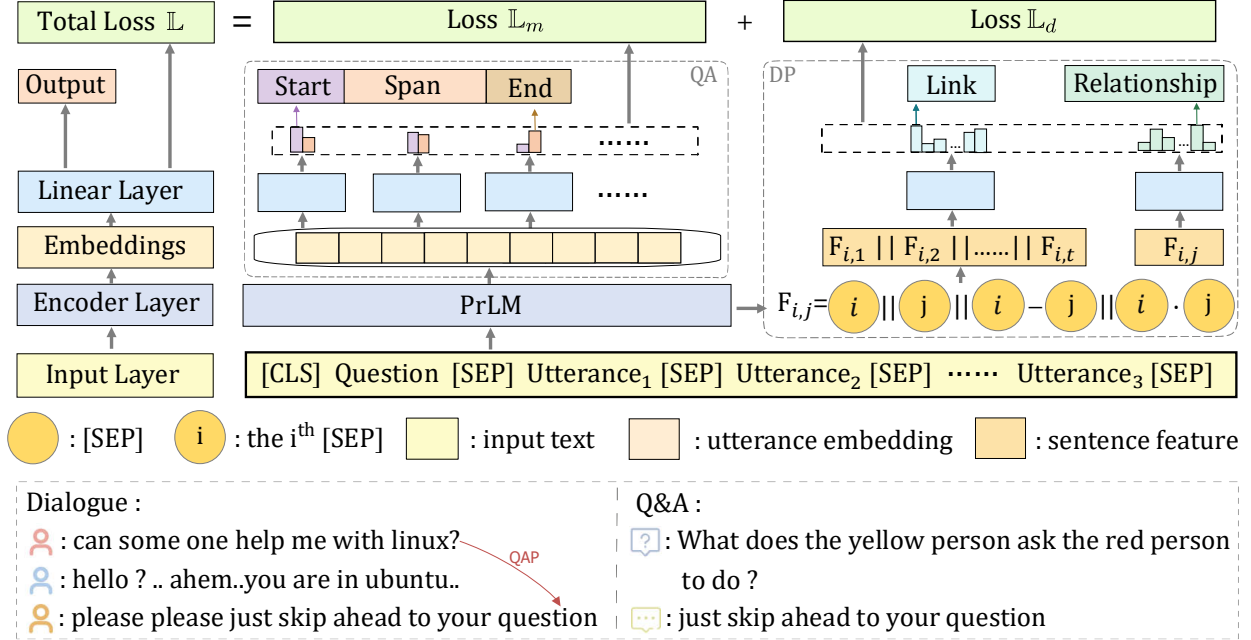 Total Loss 𝕃 = Loss 𝕃m + Loss 𝕃d
QA
DP
Output
Start Span End
Link
Relationship
······
...
...
Linear Layer
······
Embeddings
Fi,1 || Fi,2 ||......|| Fi,t
Fi,j
Encoder Layer
PrLM
Fi,j= i || j || i − j || i · j
Input Layer
[CLS] Question [SEP] Utterance1 [SEP] Utterance2 [SEP] ······ Utterance3 [SEP]
: [SEP]
i : the ith [SEP]
: input text
: utterance embedding
: sentence feature
Dialogue :
: can some one help me with linux?
QAP
: hello ? .. ahem..you are in ubuntu..
: please please just skip ahead to your question
Q&A :
? : What does the yellow person ask the red person
to do ?
: just skip ahead to your question